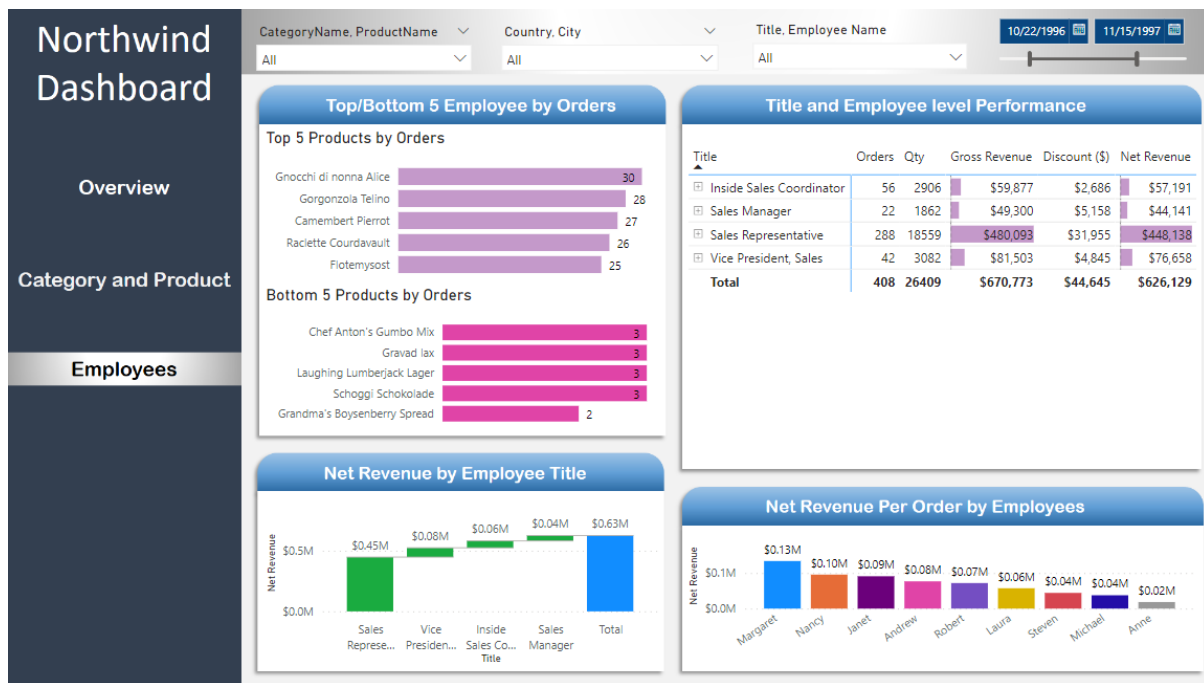 Northwind
Dashboard
Overview
Category and Product
Employees
CategoryName, ProductName
All
Country, City
All
Title, Employee Name
All
10/22/1996
11/15/1997
Top/Bottom 5 Employee by Orders
Top 5 Products by Orders
Gnocchi di nonna Alice 30
Gorgonzola Telino 28
Camembert Pierrot 27
Raclette Courdavault 26
Flotemysost 25
Bottom 5 Products by Orders
Chef Anton's Gumbo Mix 3
Gravad lax 3
Laughing Lumberjack Lager 3
Schoggi Schokolade 3
Grandma's Boysenberry Spread 2
Title and Employee level Performance
Title Orders Qty Gross Revenue Discount ($) Net Revenue
Inside Sales Coordinator 56 2906 $59,877 $2,686 $57,191
Sales Manager 22 1862 $49,300 $5,158 $44,141
Sales Representative 288 18559 $480,093 $31,955 $448,138
Vice President, Sales 42 3082 $81,503 $4,845 $76,658
Total 408 26409 $670,773 $44,645 $626,129
Net Revenue by Employee Title
Net Revenue
$0.5M
$0.0M
$0.45M
$0.08M
$0.06M
$0.04M
$0.63M
Sales Vice Inside Sales Total
Represe... Presiden... Sales Co... Manager
Title
Net Revenue Per Order by Employees
Net Revenue
$0.1M
$0.0M
$0.13M
$0.10M
$0.09M
$0.08M
$0.07M
$0.06M
$0.04M
$0.04M
$0.02M
Margaret
Nancy
Janet
Andrew
Robert
Laura
Steven
Michael
Anne